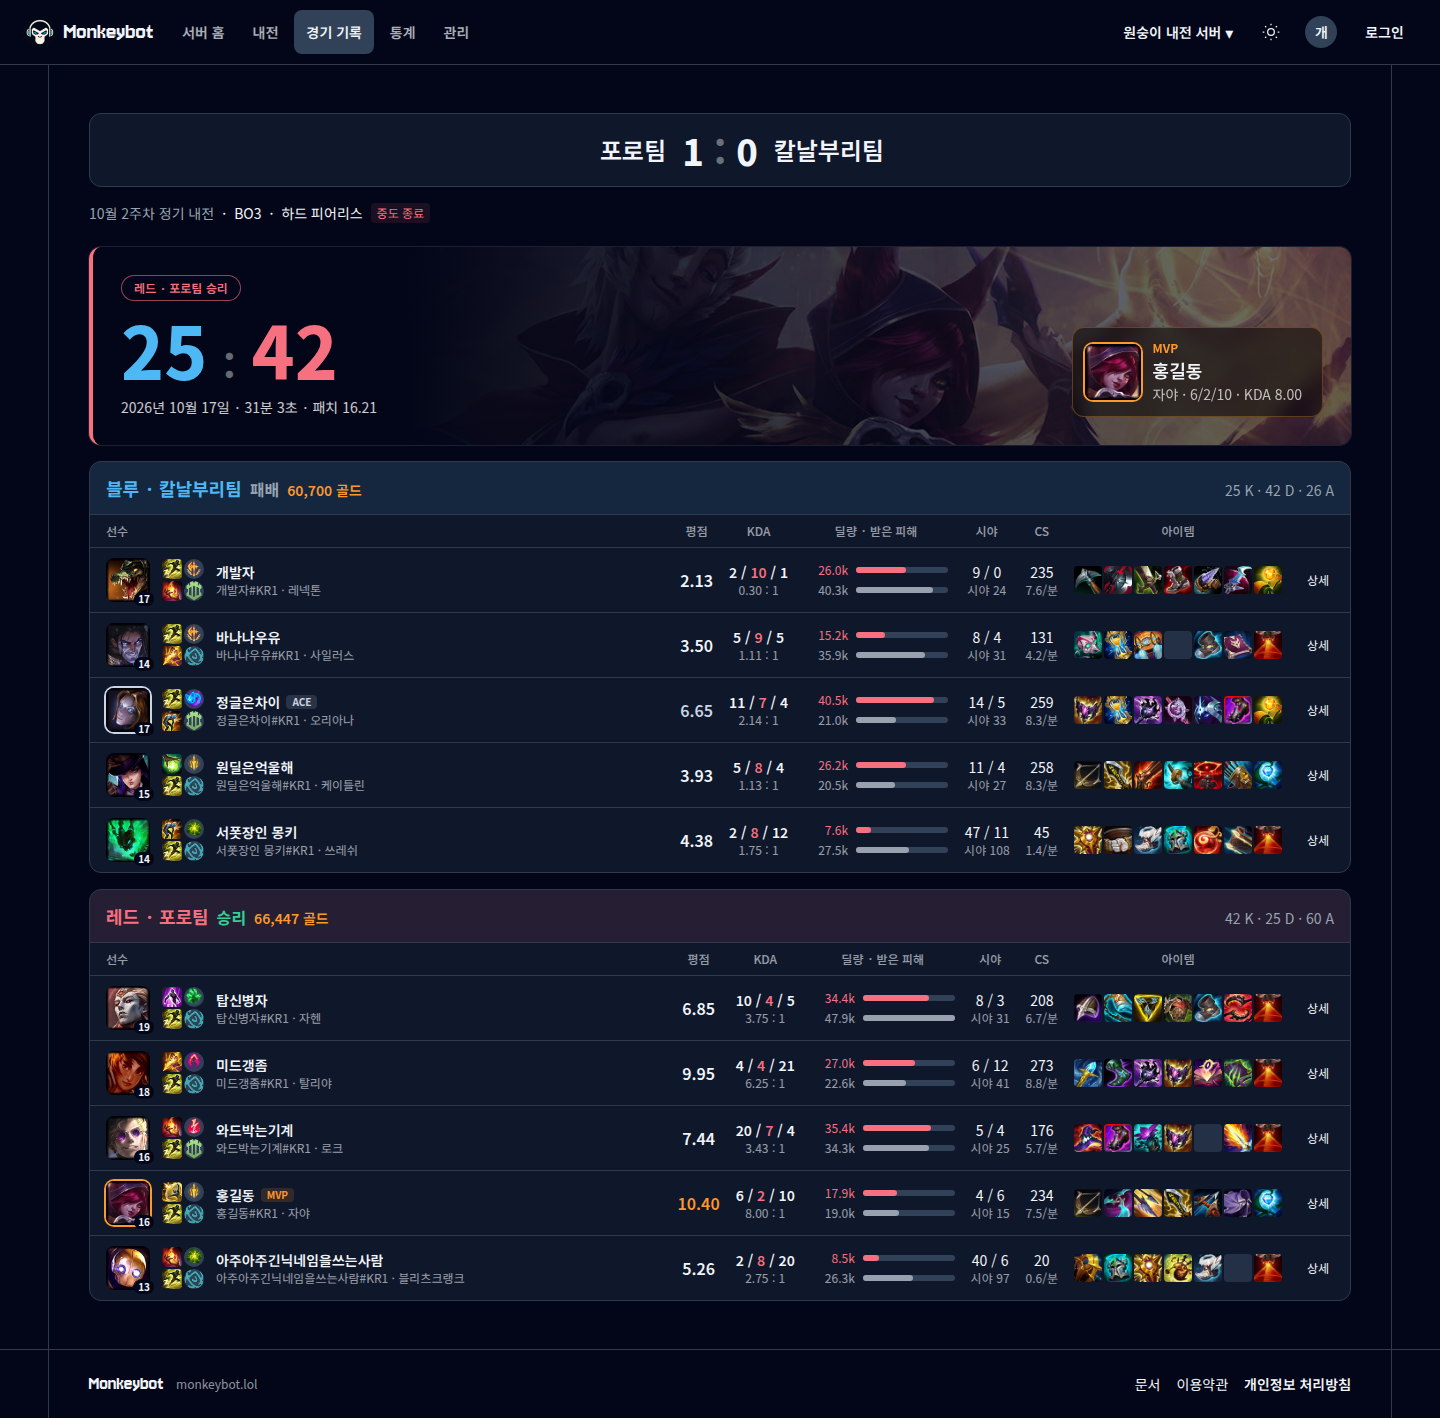 Monkeybot 서버 홈 내전 경기 기록 통계 관리 원숭이 내전 서버 ▾ 개 로그인
포로팀 1 : 0 칼날부리팀
10월 2주차 정기 내전 · BO3 · 하드 피어리스 중도 종료
레드 · 포로팀 승리
25 : 42
2026년 10월 17일 · 31분 3초 · 패치 16.21
MVP
홍길동
자야 · 6/2/10 · KDA 8.00
블루 · 칼날부리팀 패배 60,700 골드 25 K · 42 D · 26 A
선수 평점 KDA 딜량 · 받은 피해 시야 CS 아이템
개발자 2.13 2 / 10 / 1 26.0k 9 / 0 235 상세
17 개발자#KR1 · 레넥톤 0.30 : 1 40.3k 시야 24 7.6/분
바나나우유 3.50 5 / 9 / 5 15.2k 8 / 4 131 상세
14 바나나우유#KR1 · 사일러스 1.11 : 1 35.9k 시야 31 4.2/분
정글은차이 ACE 6.65 11 / 7 / 4 40.5k 14 / 5 259 상세
17 정글은차이#KR1 · 오리아나 2.14 : 1 21.0k 시야 33 8.3/분
원딜은억울해 3.93 5 / 8 / 4 26.2k 11 / 4 258 상세
15 원딜은억울해#KR1 · 케이틀린 1.13 : 1 20.5k 시야 27 8.3/분
서폿장인 몽키 4.38 2 / 8 / 12 7.6k 47 / 11 45 상세
14 서폿장인 몽키#KR1 · 쓰레쉬 1.75 : 1 27.5k 시야 108 1.4/분
레드 · 포로팀 승리 66,447 골드 42 K · 25 D · 60 A
선수 평점 KDA 딜량 · 받은 피해 시야 CS 아이템
탑신병자 6.85 10 / 4 / 5 34.4k 8 / 3 208 상세
19 탑신병자#KR1 · 자헨 3.75 : 1 47.9k 시야 31 6.7/분
미드갱좀 9.95 4 / 4 / 21 27.0k 6 / 12 273 상세
18 미드갱좀#KR1 · 탈리야 6.25 : 1 22.6k 시야 41 8.8/분
와드박는기계 7.44 20 / 7 / 4 35.4k 5 / 4 176 상세
16 와드박는기계#KR1 · 로크 3.43 : 1 34.3k 시야 25 5.7/분
홍길동 MVP 10.40 6 / 2 / 10 17.9k 4 / 6 234 상세
16 홍길동#KR1 · 자야 8.00 : 1 19.0k 시야 15 7.5/분
아주아주긴닉네임을쓰는사람 5.26 2 / 8 / 20 8.5k 40 / 6 20 상세
13 아주아주긴닉네임을쓰는사람#KR1 · 블리츠크랭크 2.75 : 1 26.3k 시야 97 0.6/분
Monkeybot monkeybot.lol 문서 이용약관 개인정보 처리방침